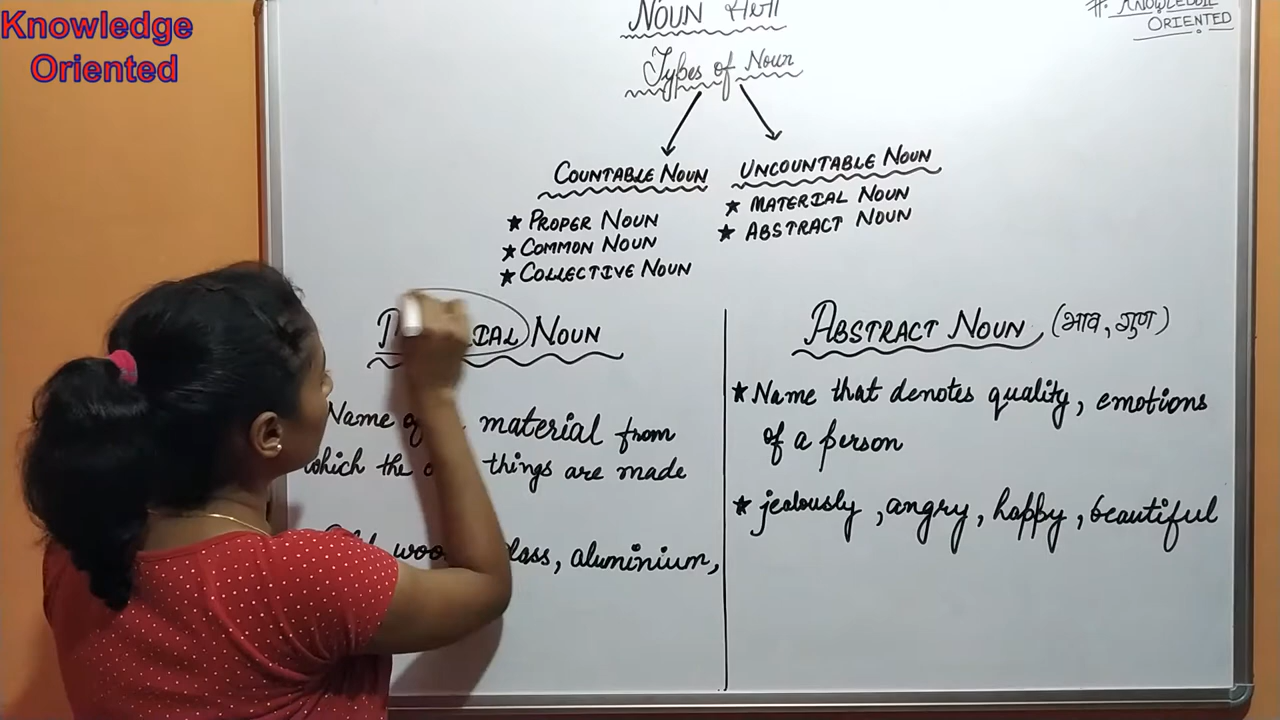 Knowledge
Oriented
NOUN संज्ञा
#. KNOWLEDGE
ORIENTED
Types of Noun
COUNTABLE NOUN
★ PROPER NOUN
★ COMMON NOUN
★ COLLECTIVE NOUN
UNCOUNTABLE NOUN
★ MATERIAL NOUN
★ ABSTRACT NOUN
NOUN
Name material from
which the things are made
aluminium,
ABSTRACT NOUN (भाव, गुण)
★ Name that denotes quality, emotions
of a person
★ jealously, angry, happy, beautiful